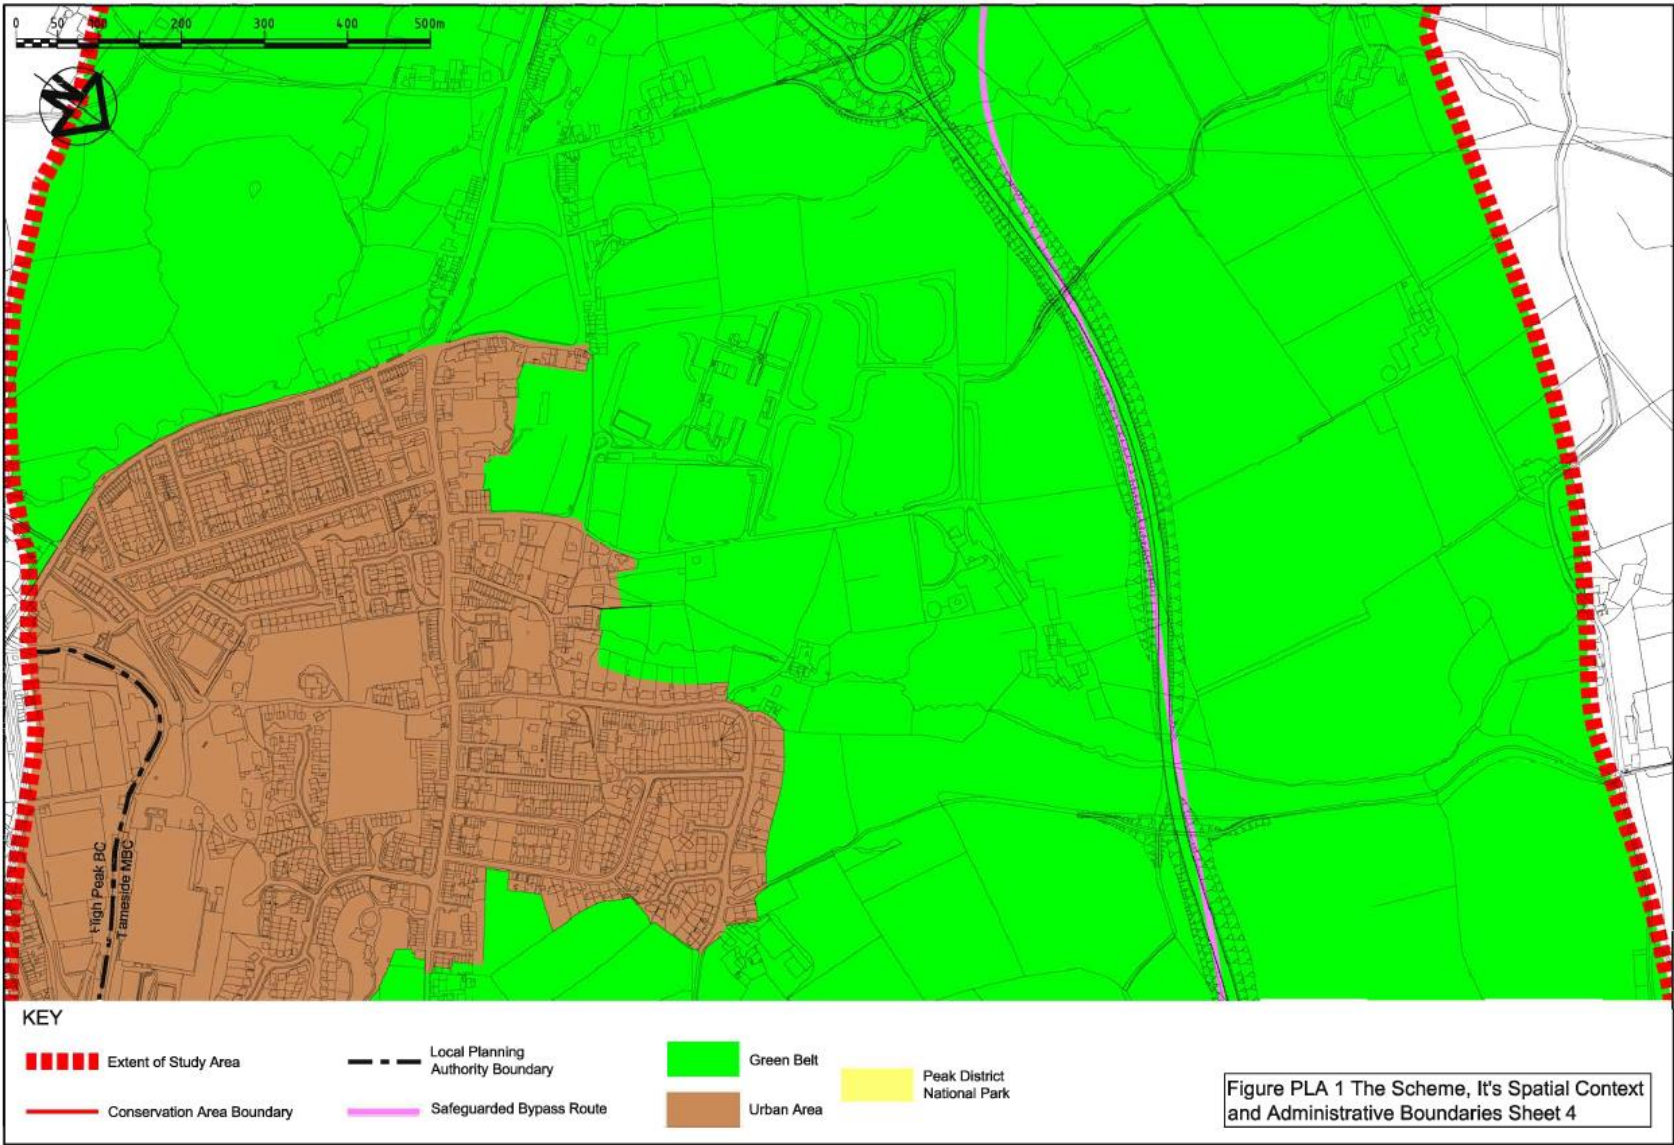 0 50 100 200 300 400 500m
N
High Peak BC
Tameside MBC
KEY
Extent of Study Area
Local Planning
Authority Boundary
Green Belt
Peak District
National Park
Conservation Area Boundary
Safeguarded Bypass Route
Urban Area
Figure PLA 1 The Scheme, It's Spatial Context
and Administrative Boundaries Sheet 4